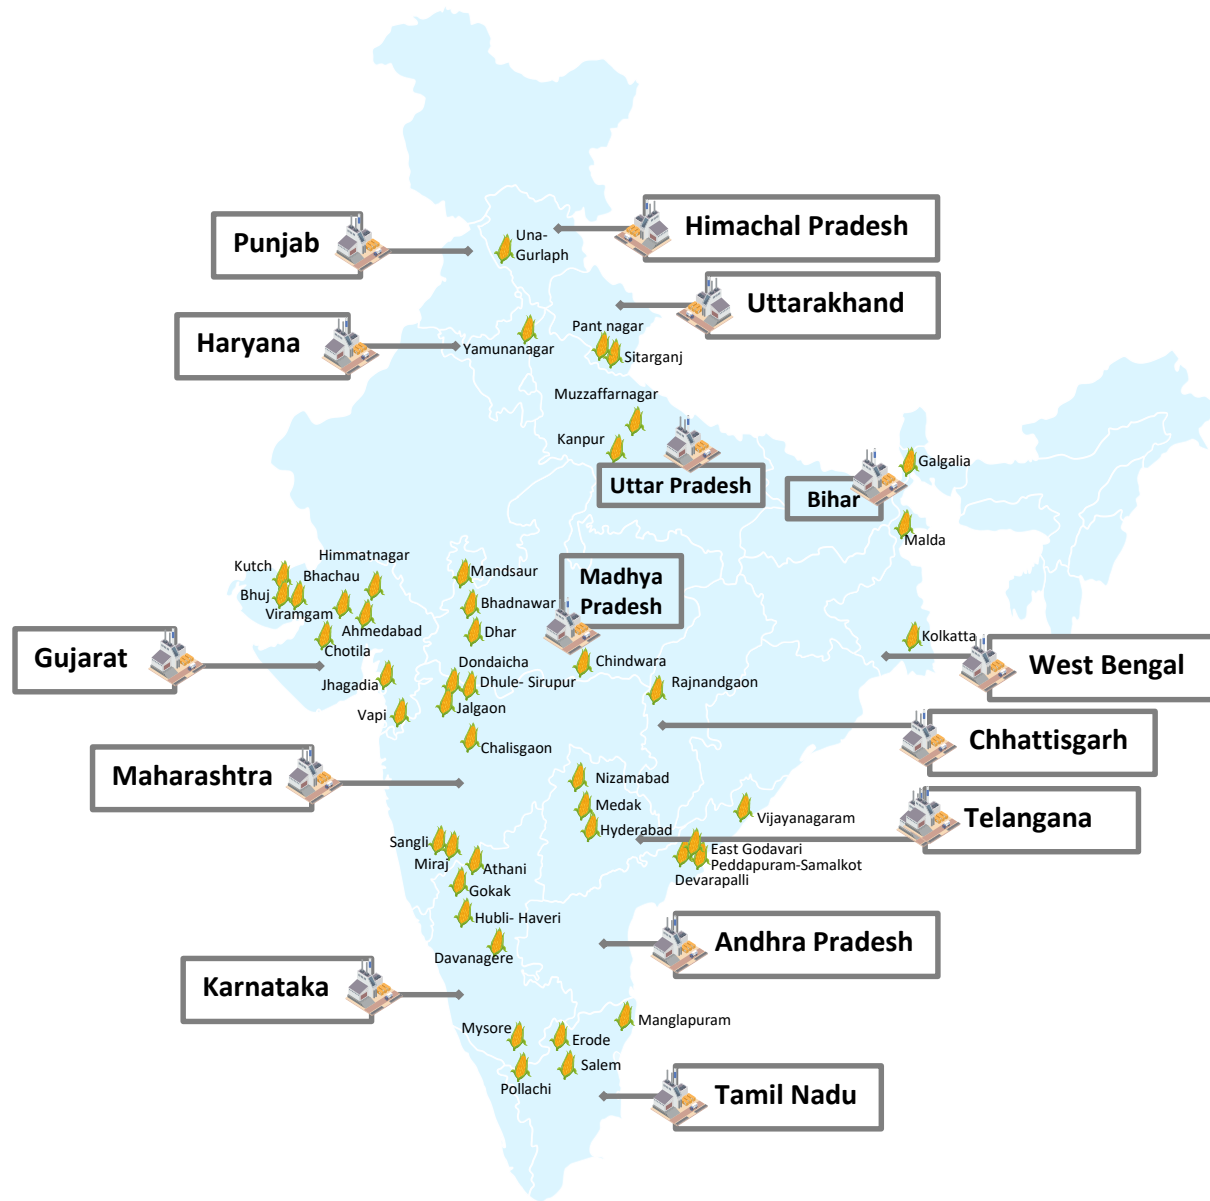 Punjab
Una-
Gurlaph
Himachal Pradesh
Uttarakhand
Haryana
Yamunanagar
Pant nagar
Sitarganj
Muzzaffarnagar
Kanpur
Uttar Pradesh
Bihar
Galgalia
Malda
Himmatnagar
Kutch
Bhachau
Bhuj
Viramgam
Ahmedabad
Chotila
Mandsaur
Bhadnawar
Dhar
Madhya
Pradesh
Kolkatta
Gujarat
Jhagadia
Vapi
Dondaicha
Dhule- Sirupur
Jalgaon
Chalisgaon
Chindwara
Rajnandgaon
West Bengal
Chhattisgarh
Maharashtra
Nizamabad
Medak
Hyderabad
Vijayanagaram
Telangana
East Godavari
Peddapuram-Samalkot
Devarapalli
Sangli
Miraj
Athani
Gokak
Hubli- Haveri
Davanagere
Andhra Pradesh
Karnataka
Mysore
Erode
Manglapuram
Salem
Pollachi
Tamil Nadu